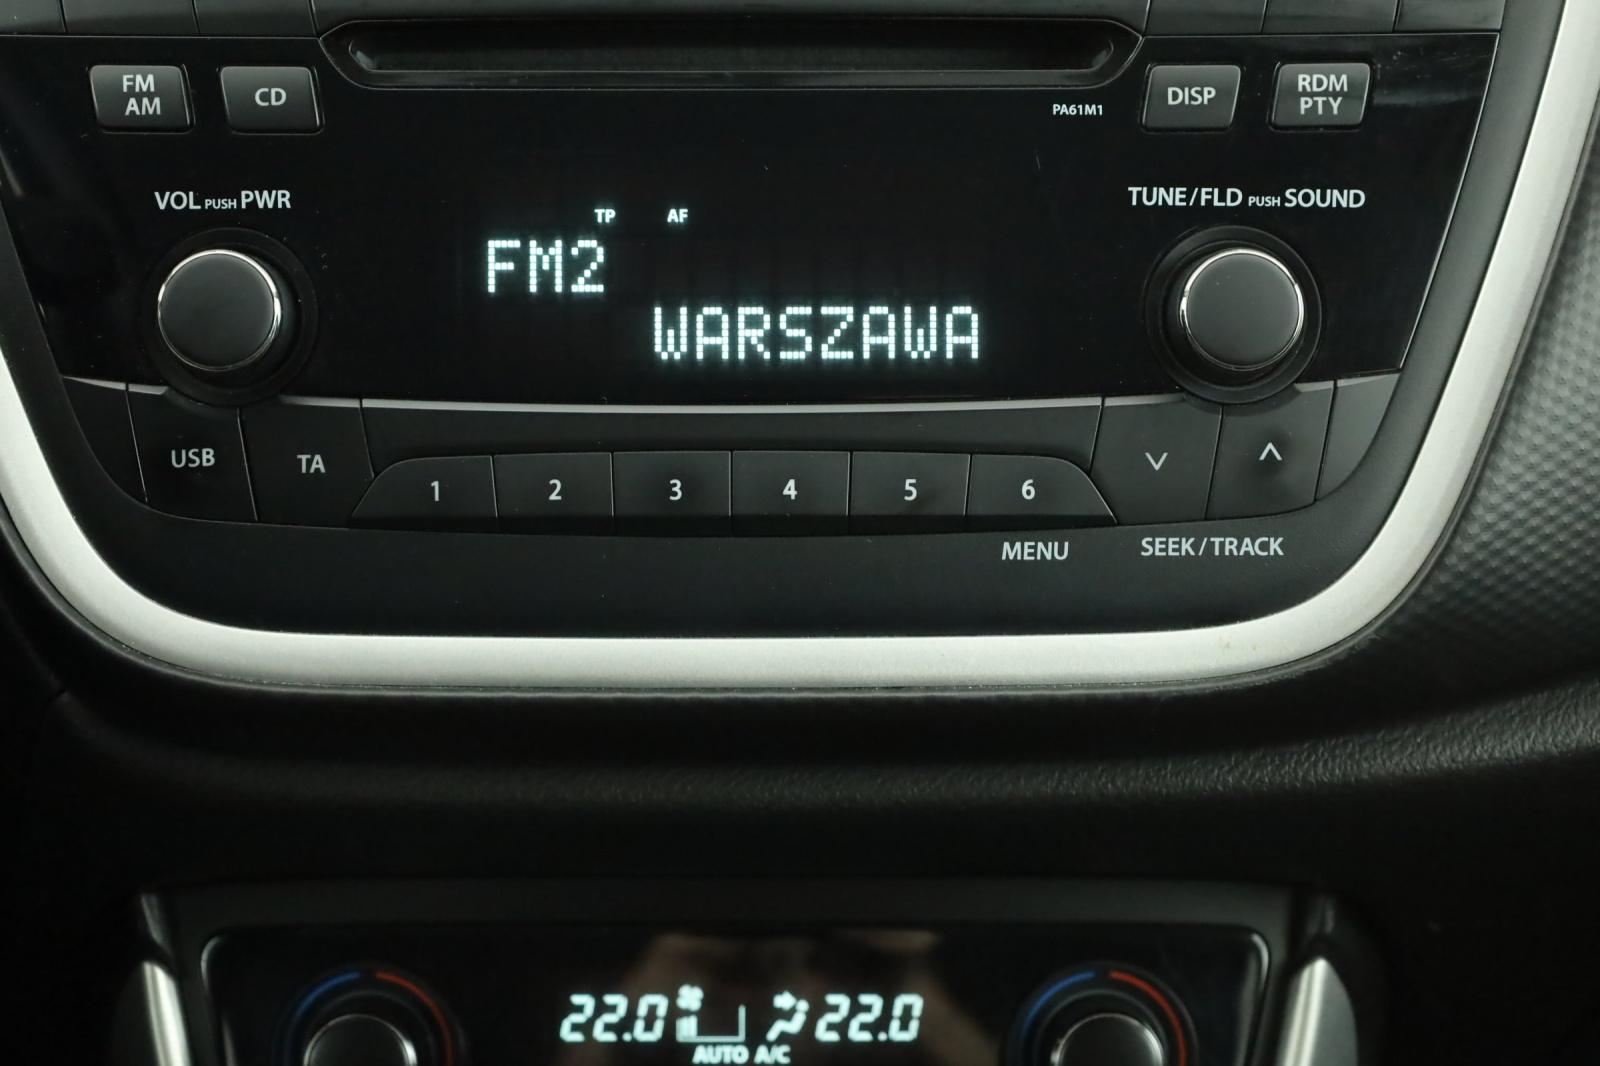 FM
AM
CD
PA61M1
DISP
RDM
PTY
VOL PUSH PWR
TUNE/FLD PUSH SOUND
TP AF
FM2
WARSZAWA
USB
TA
1 2 3 4 5 6
MENU
SEEK/TRACK
22.0 22.0
AUTO A/C